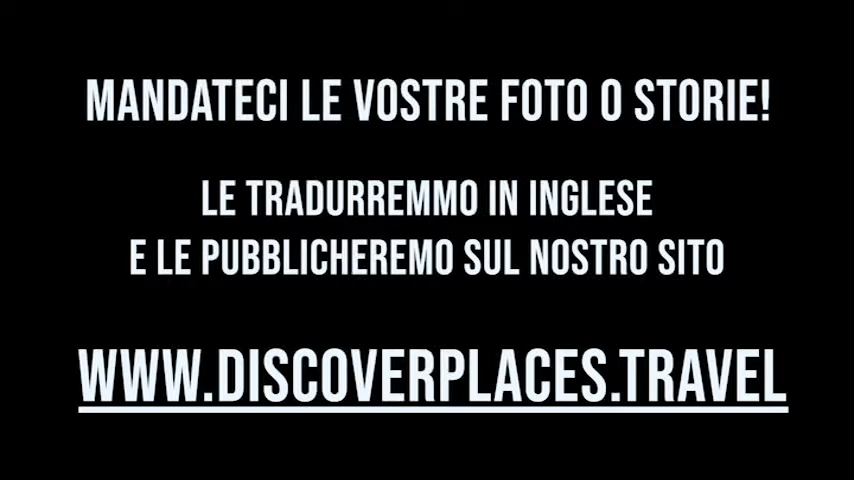 MANDATECI LE VOSTRE FOTO O STORIE!
LE TRADURREMMO IN INGLESE
E LE PUBBLICHEREMO SUL NOSTRO SITO
WWW.DISCOVERPLACES.TRAVEL